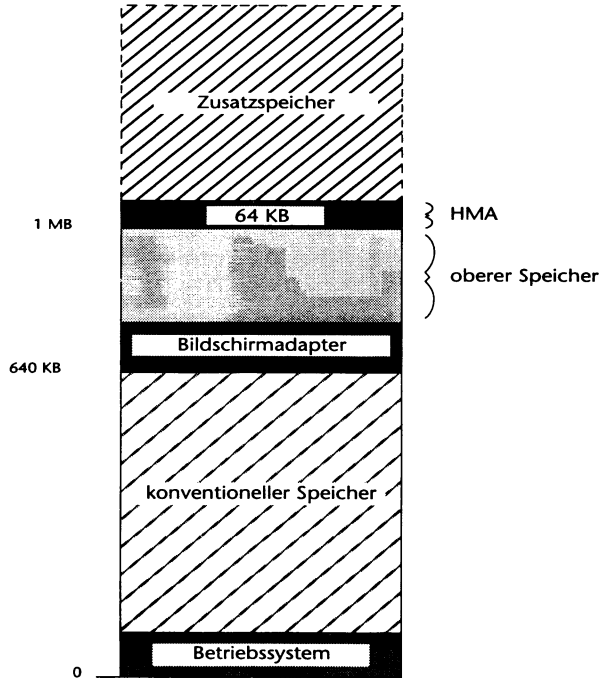 Zusatzspeicher
64 KB
HMA
1 MB
oberer Speicher
Bildschirmadapter
640 KB
konventioneller Speicher
Betriebssystem
0